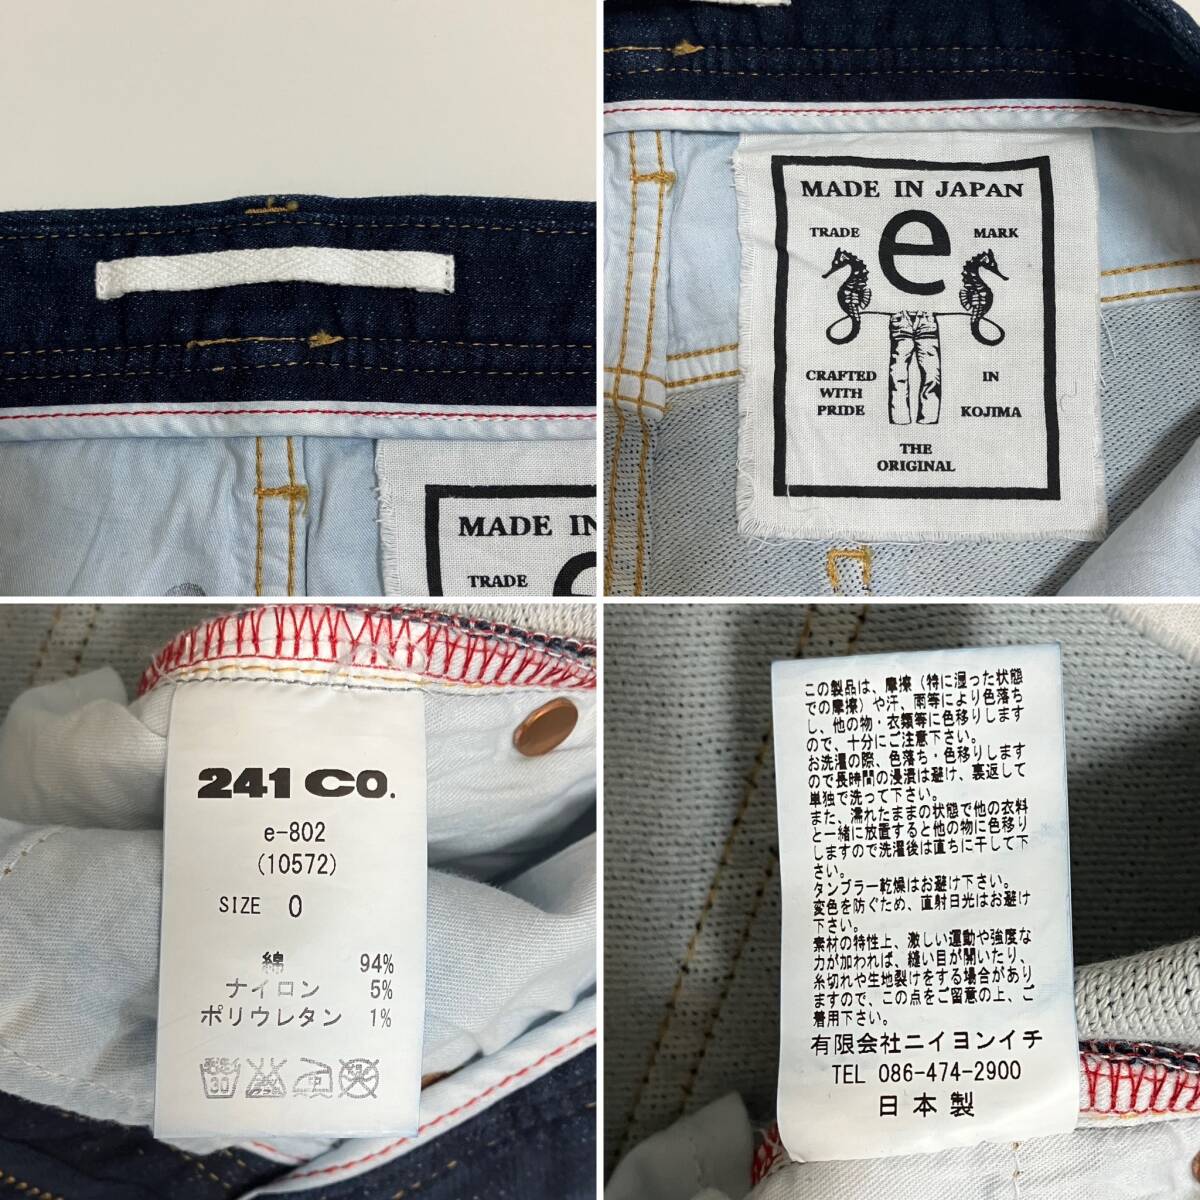 MADE IN
TRADE
e
MADE IN JAPAN
TRADE e MARK
CRAFTED
WITH
PRIDE
IN
KOJIMA
THE
ORIGINAL
241 CO.
e-802
(10572)
SIZE 0
綿 94%
ナイロン 5%
ポリウレタン 1%
30
この製品は、摩擦（特に湿った状態
での摩擦）や汗、雨等により色落ち
し、他の物・衣類等に色移りします
ので、十分にご注意下さい。
お洗濯の際、色落ち・色移りします
ので長時間の浸漬は避け、裏返して
単独で洗って下さい。
また、濡れたままの状態で他の衣料
と一緒に放置すると他の物に色移り
しますので洗濯後は直ちに干して下
さい。
タンブラー乾燥はお避け下さい。
変色を防ぐため、直射日光はお避け
下さい。
素材の特性上、激しい運動や強度な
力が加われば、縫い目が開いたり、
糸切れや生地裂けをする場合があり
ますので、この点をご留意の上、ご
着用下さい。
有限会社ニイヨンイチ
TEL 086-474-2900
日本製